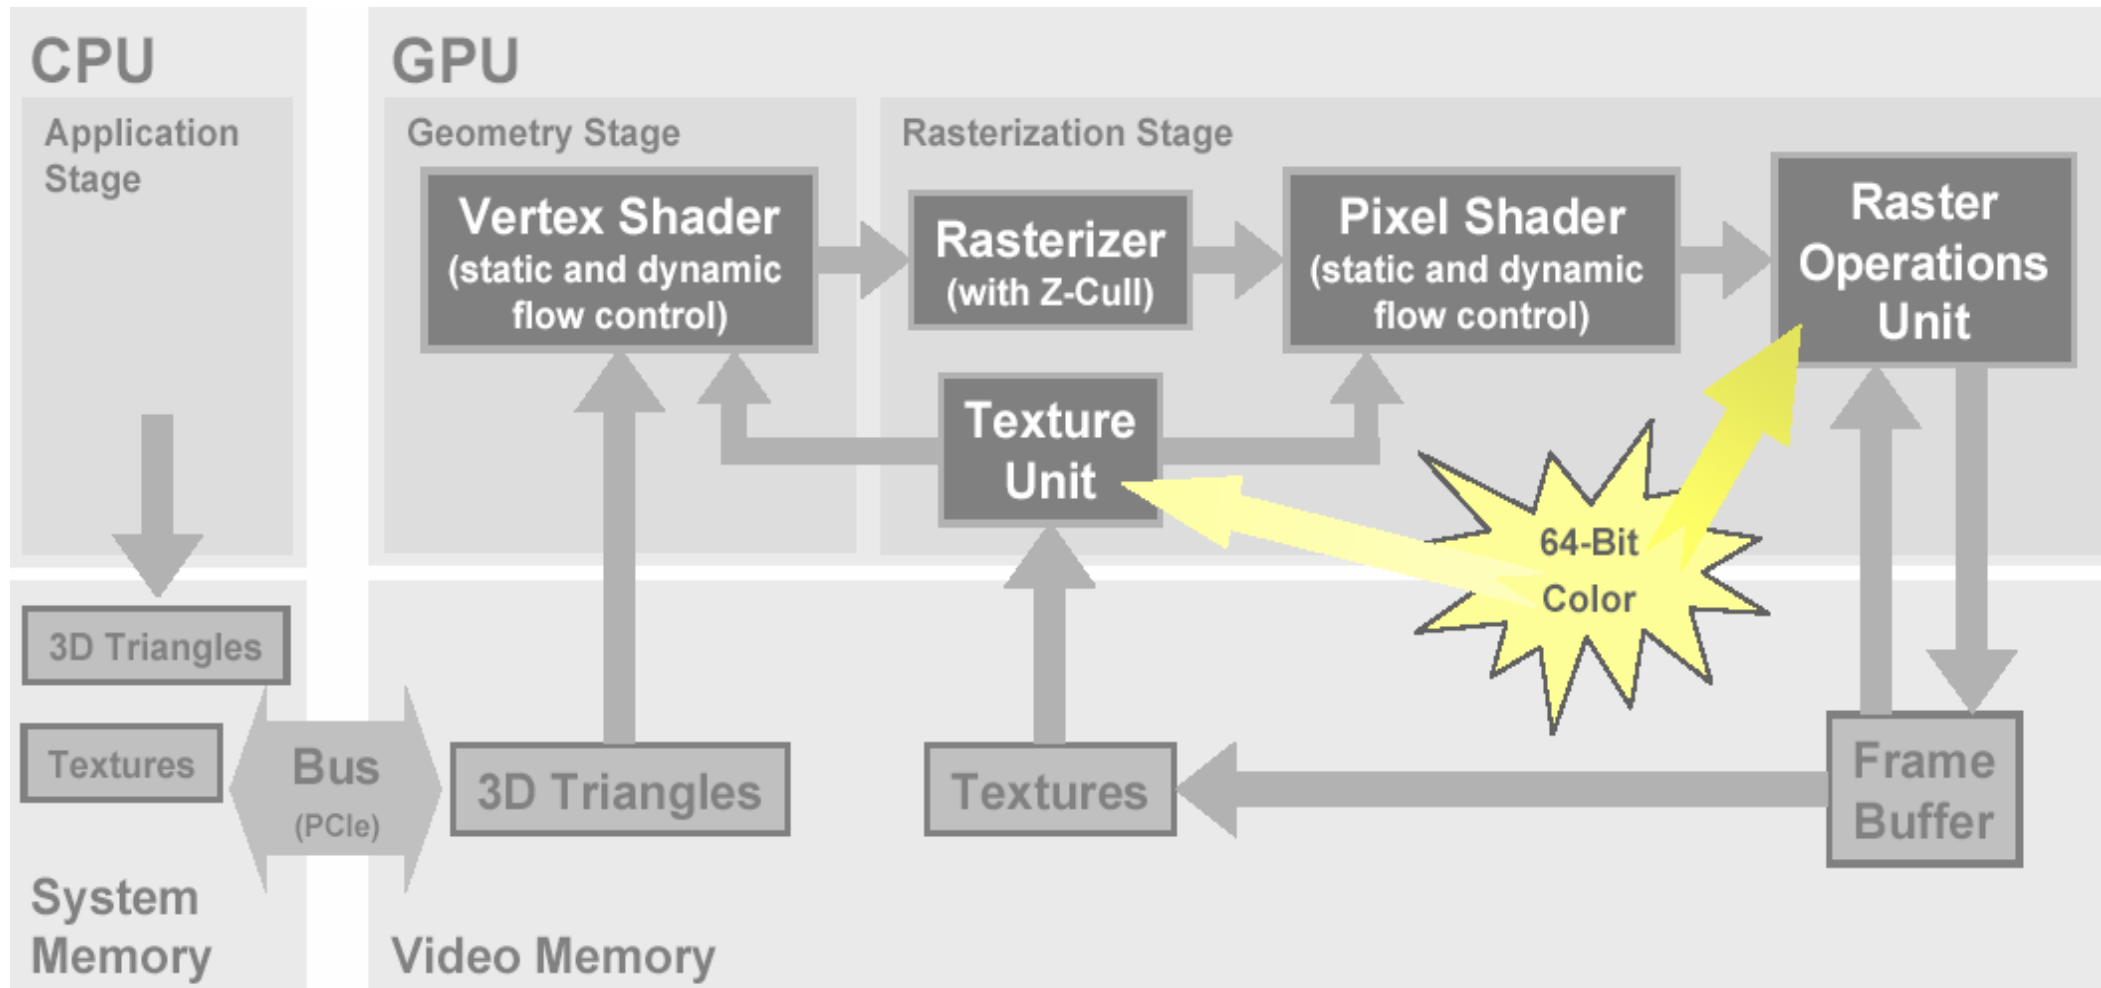 CPU
Application
Stage
GPU
Geometry Stage
Vertex Shader
(static and dynamic
flow control)
Rasterization Stage
Rasterizer
(with Z-Cull)
Pixel Shader
(static and dynamic
flow control)
Raster
Operations
Unit
Texture
Unit
64-Bit
Color
3D Triangles
Textures
Bus
(PCIe)
3D Triangles
Textures
Frame
Buffer
System
Memory
Video Memory